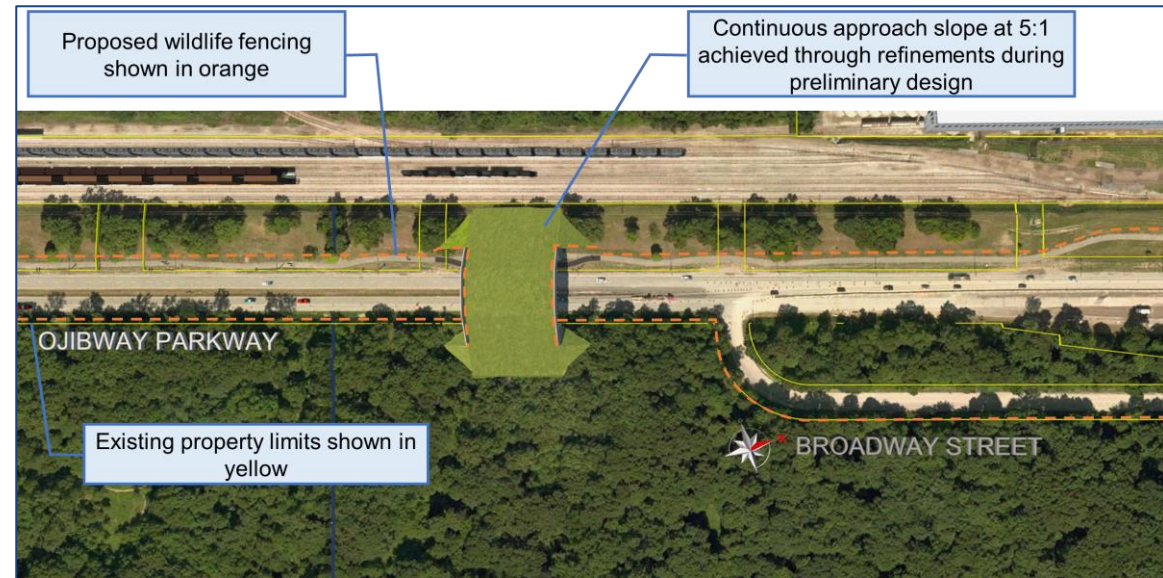 Proposed wildlife fencing
shown in orange
Continuous approach slope at 5:1
achieved through refinements during
preliminary design
OJIBWAY PARKWAY
Existing property limits shown in
yellow
BROADWAY STREET